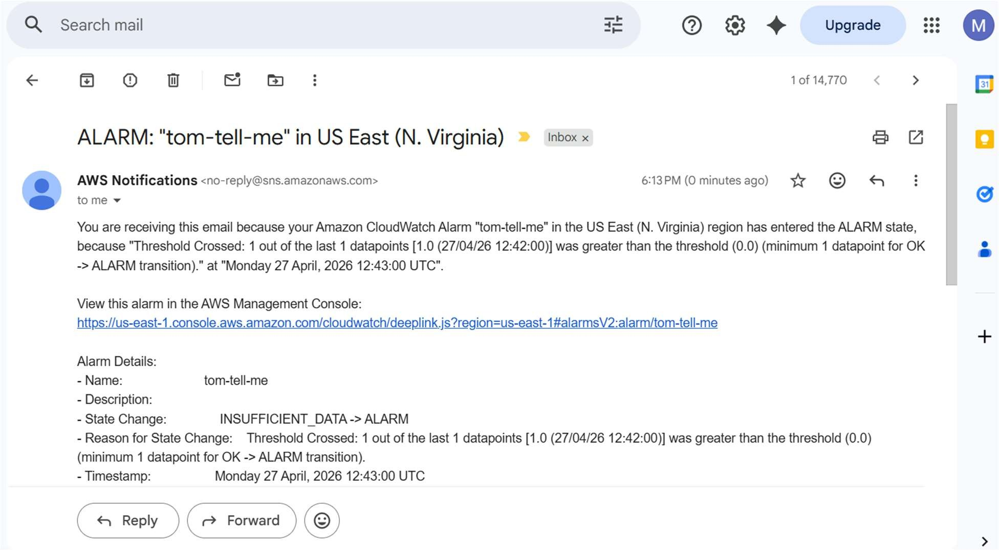 Search mail
Upgrade
M
1 of 14,770
31
ALARM: "tom-tell-me" in US East (N. Virginia)
Inbox ×
AWS Notifications <no-reply@sns.amazonaws.com>
6:13 PM (0 minutes ago)
to me
You are receiving this email because your Amazon CloudWatch Alarm "tom-tell-me" in the US East (N. Virginia) region has entered the ALARM state,
because "Threshold Crossed: 1 out of the last 1 datapoints [1.0 (27/04/26 12:42:00)] was greater than the threshold (0.0) (minimum 1 datapoint for OK
-> ALARM transition)." at "Monday 27 April, 2026 12:43:00 UTC".
View this alarm in the AWS Management Console:
https://us-east-1.console.aws.amazon.com/cloudwatch/deeplink.js?region=us-east-1#alarmsV2:alarm/tom-tell-me
Alarm Details:
- Name: tom-tell-me
- Description:
- State Change: INSUFFICIENT_DATA -> ALARM
- Reason for State Change: Threshold Crossed: 1 out of the last 1 datapoints [1.0 (27/04/26 12:42:00)] was greater than the threshold (0.0)
(minimum 1 datapoint for OK -> ALARM transition).
- Timestamp: Monday 27 April, 2026 12:43:00 UTC
Reply
Forward